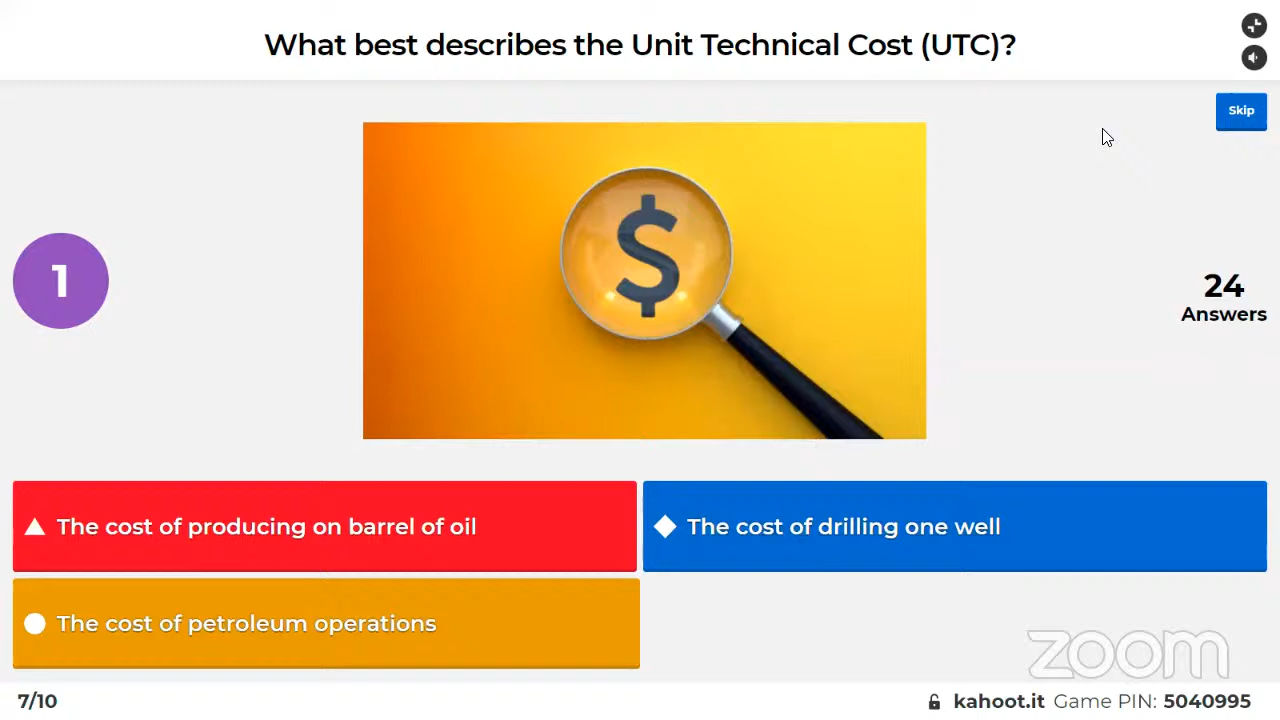 What best describes the Unit Technical Cost (UTC)?
Skip
1
$
24
Answers
The cost of producing on barrel of oil
The cost of drilling one well
The cost of petroleum operations
zoom
7/10
kahoot.it Game PIN: 5040995